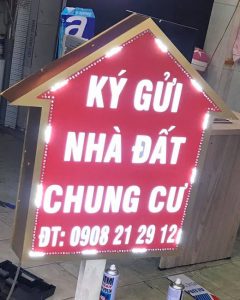 KÝ GỬI
NHÀ ĐẤT
CHUNG CƯ
ĐT: 0908 21 29 12